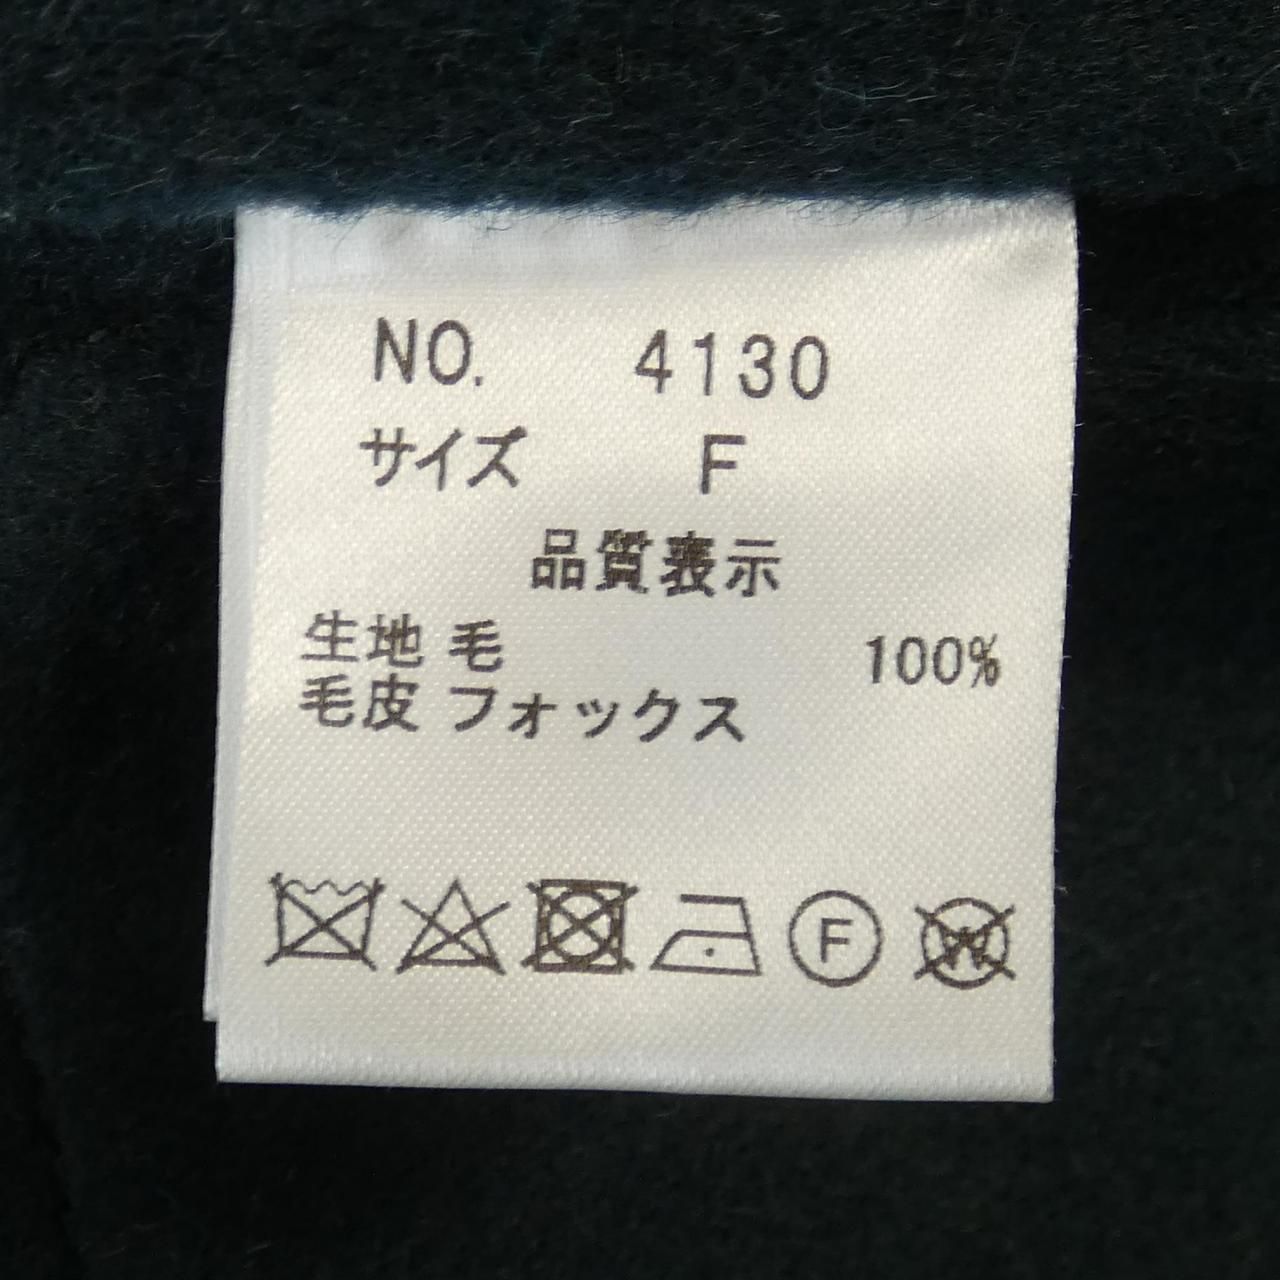 NO. 4130
サイズ F
品質表示
生地 毛 100%
毛皮 フォックス
F W